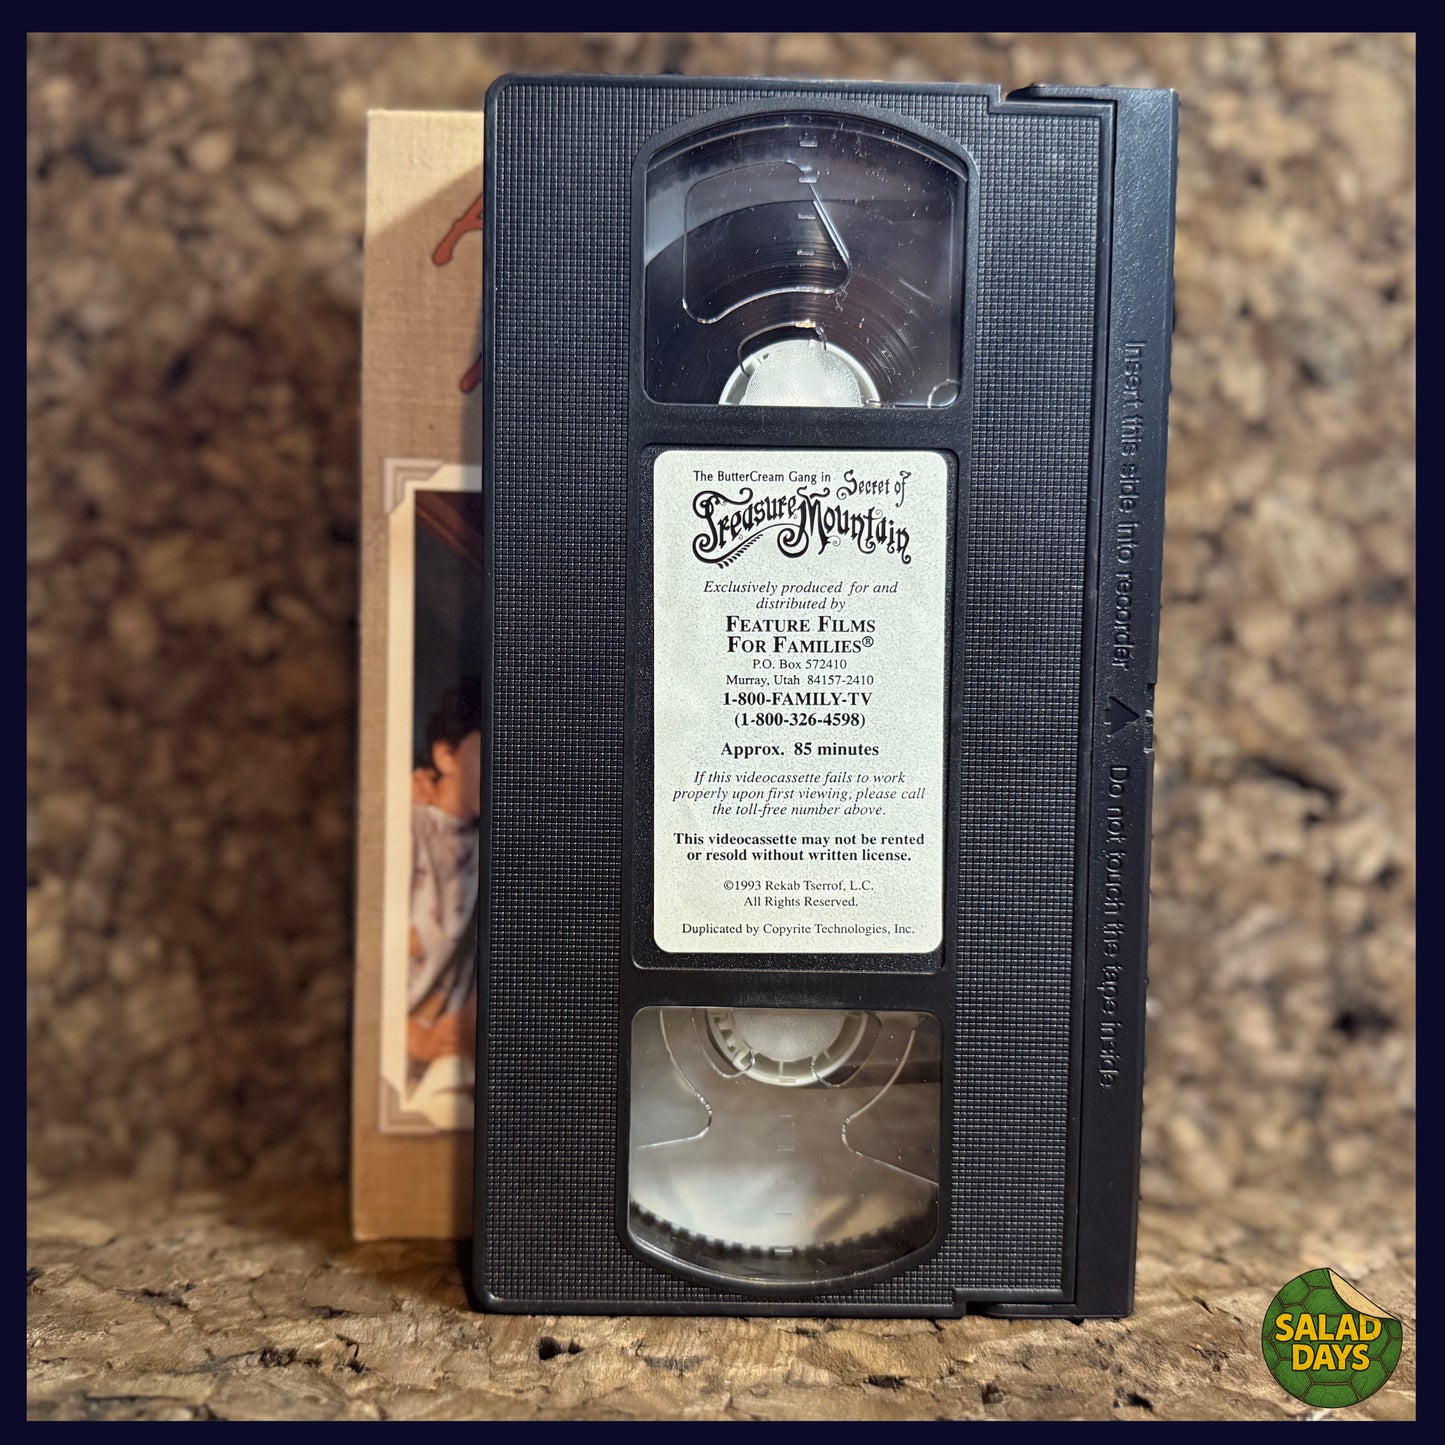 The ButterCream Gang in Secret of
Treasure Mountain
Exclusively produced for and
distributed by
FEATURE FILMS
FOR FAMILIES®
P.O. Box 572410
Murray, Utah 84157-2410
1-800-FAMILY-TV
(1-800-326-4598)
Approx. 85 minutes
If this videocassette fails to work
properly upon first viewing, please call
the toll-free number above.
This videocassette may not be rented
or resold without written license.
©1993 Rekab Tserrof, L.C.
All Rights Reserved.
Duplicated by Copyrite Technologies, Inc.
Insert this side into recorder
Do not touch the tape inside
SALAD
DAYS